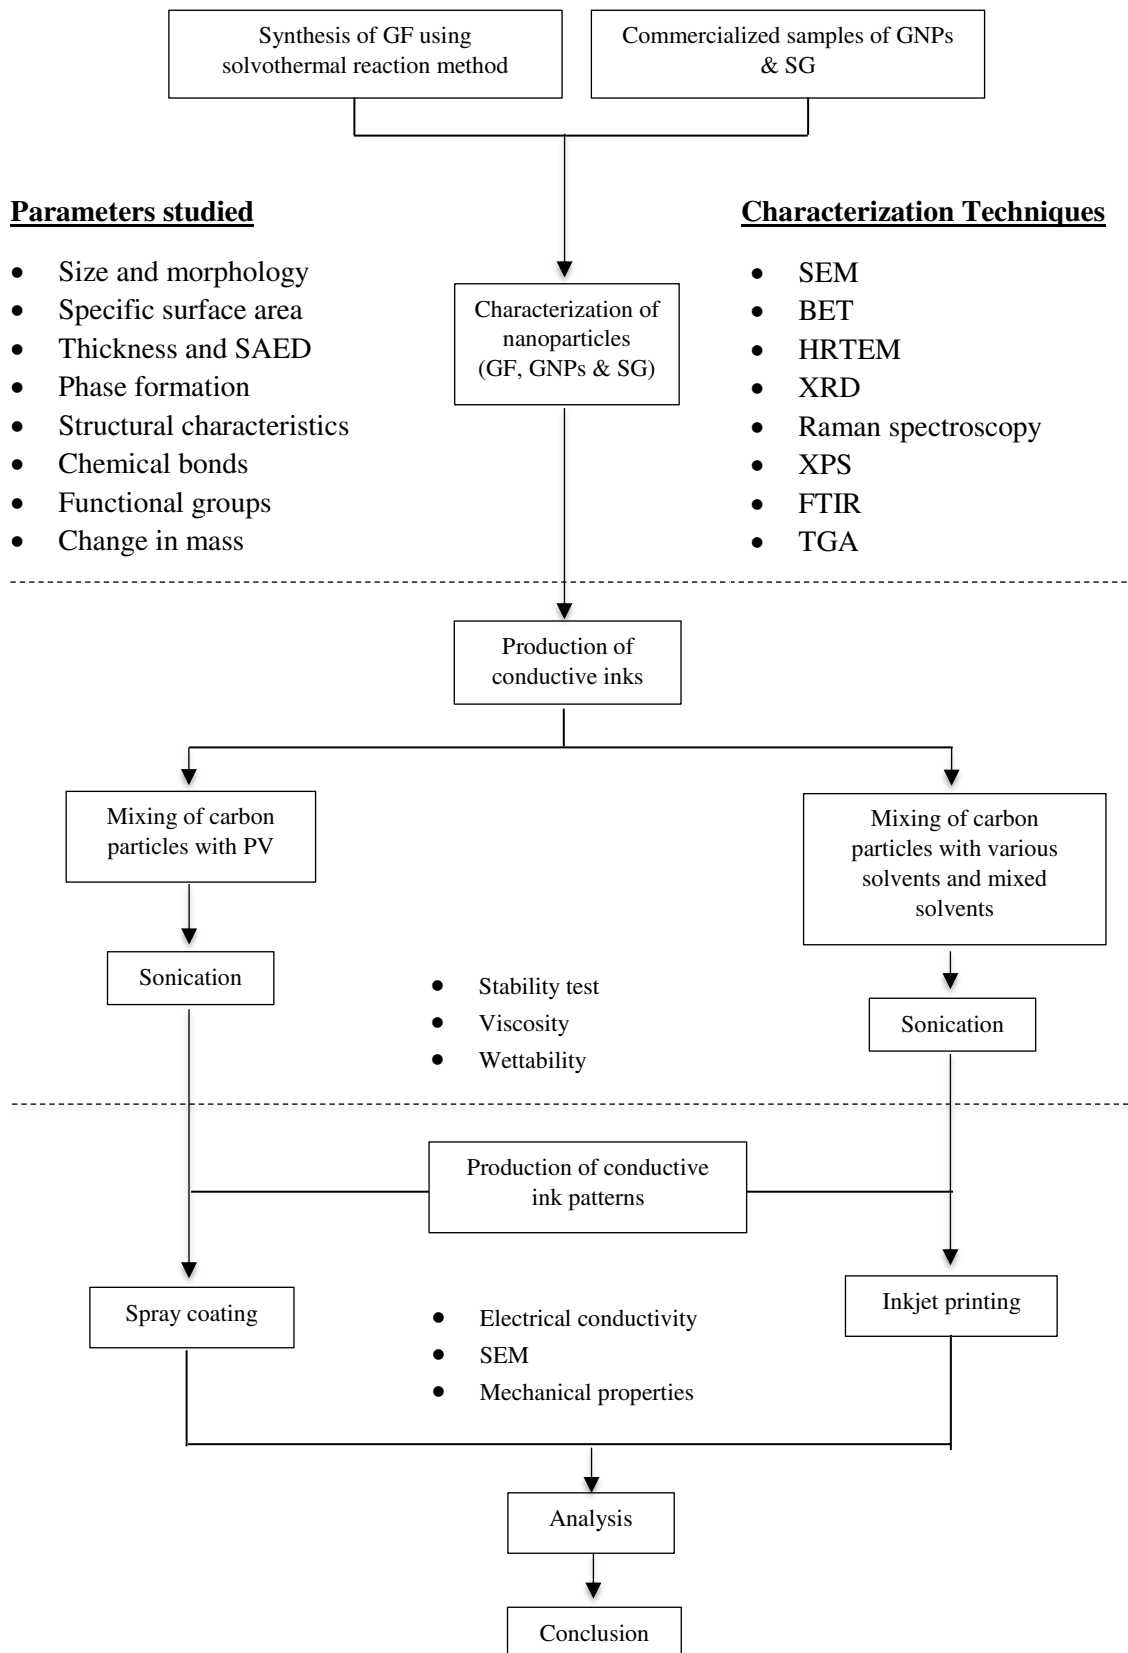 Synthesis of GF using
solvothermal reaction method
Commercialized samples of GNPs
& SG
Parameters studied
• Size and morphology
• Specific surface area
• Thickness and SAED
• Phase formation
• Structural characteristics
• Chemical bonds
• Functional groups
• Change in mass
Characterization of
nanoparticles
(GF, GNPs & SG)
Characterization Techniques
• SEM
• BET
• HRTEM
• XRD
• Raman spectroscopy
• XPS
• FTIR
• TGA
Production of
conductive inks
Mixing of carbon
particles with PV
Mixing of carbon
particles with various
solvents and mixed
solvents
Sonication
• Stability test
• Viscosity
• Wettability
Sonication
Production of conductive
ink patterns
Spray coating
• Electrical conductivity
• SEM
• Mechanical properties
Inkjet printing
Analysis
Conclusion